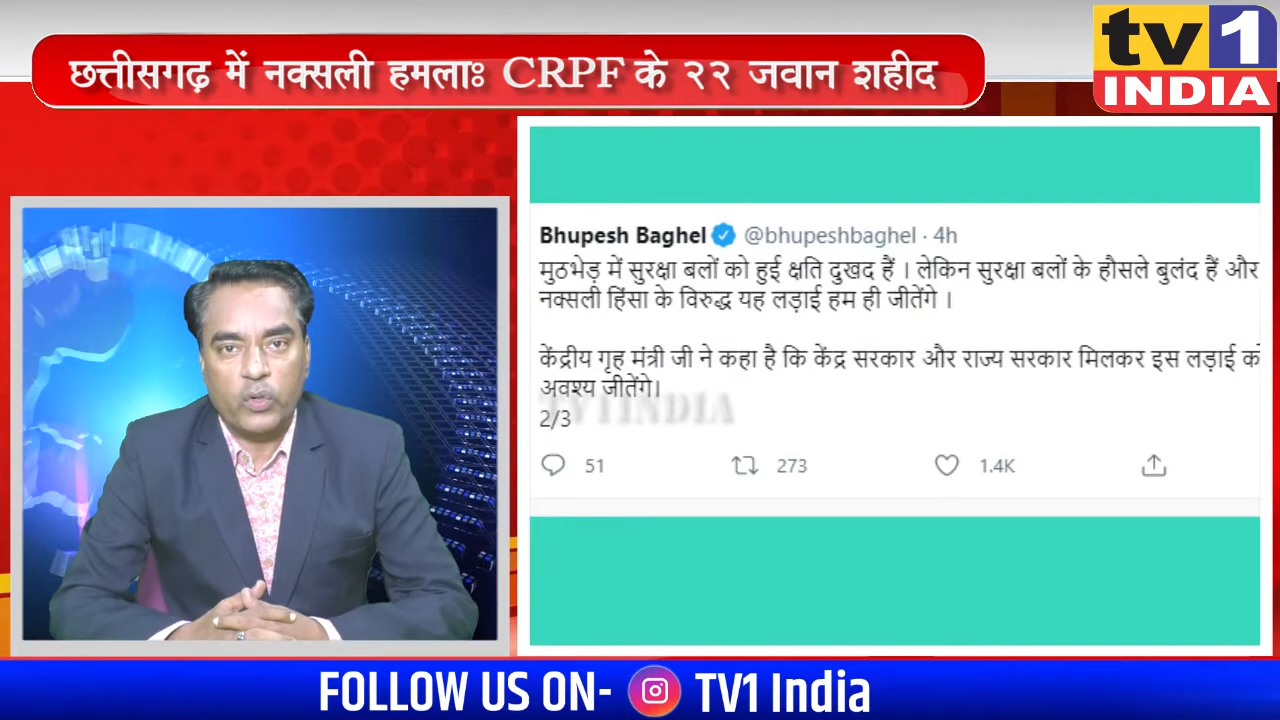 छत्तीसगढ़ में नक्सली हमलाः CRPF के २२ जवान शहीद
tv1
INDIA
Bhupesh Baghel @bhupeshbaghel · 4h
मुठभेड़ में सुरक्षा बलों को हुई क्षति दुखद हैं । लेकिन सुरक्षा बलों के हौसले बुलंद हैं और
नक्सली हिंसा के विरुद्ध यह लड़ाई हम ही जीतेंगे ।
केंद्रीय गृह मंत्री जी ने कहा है कि केंद्र सरकार और राज्य सरकार मिलकर इस लड़ाई को
अवश्य जीतेंगे।
TV1INDIA
2/3
51 273 1.4K
FOLLOW US ON- TV1 India